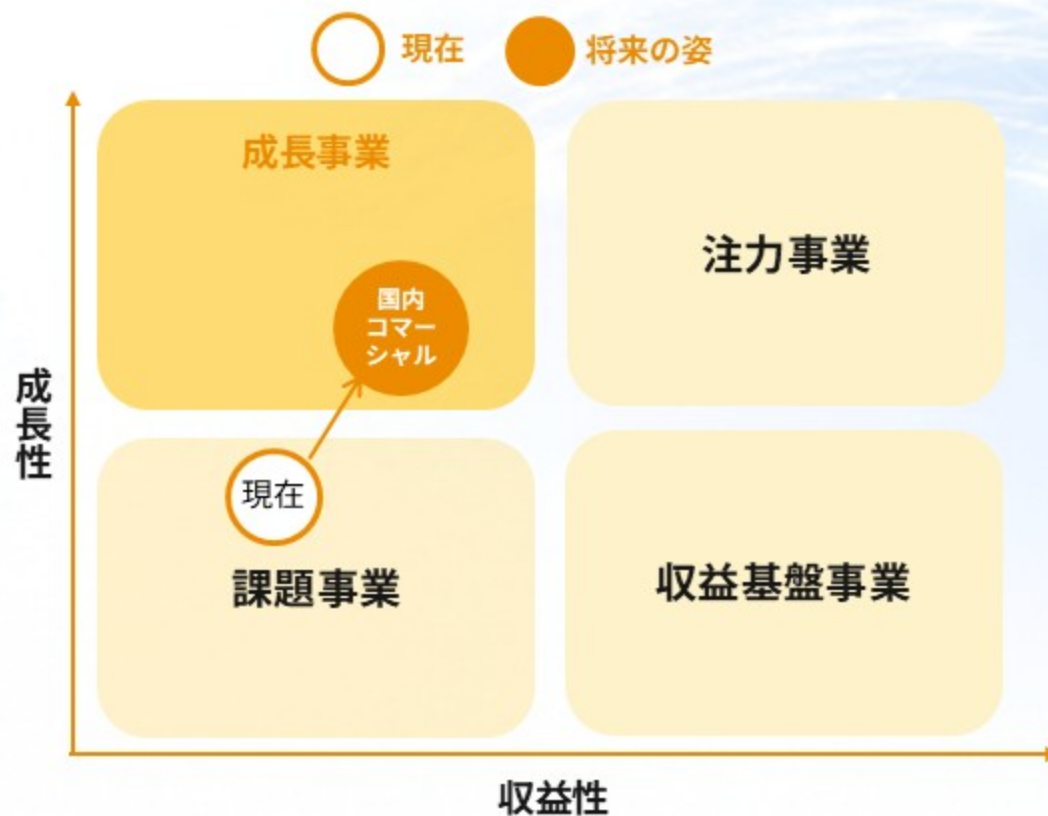 現在
将来の姿
成長事業
注力事業
国内
コマー
シャル
成長性
現在
課題事業
収益基盤事業
収益性